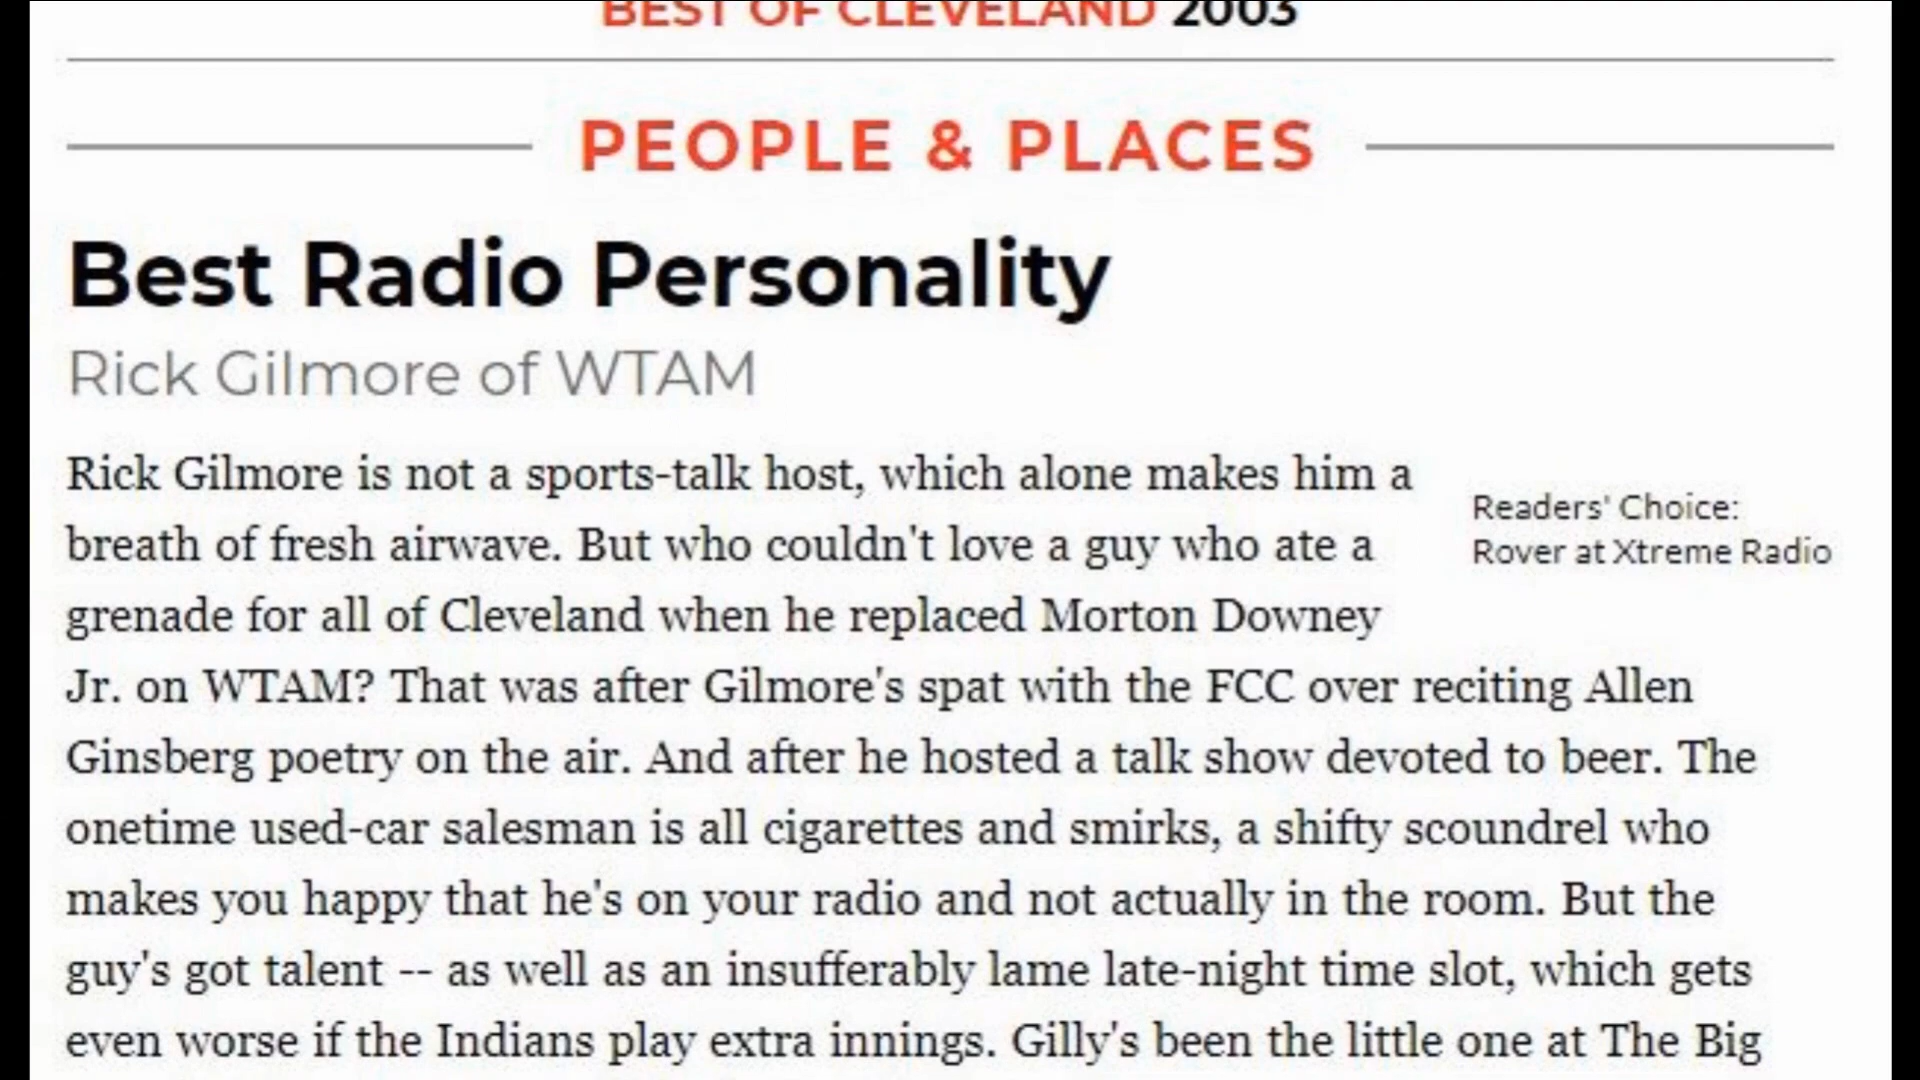 BEST OF CLEVELAND 2003
PEOPLE & PLACES
Best Radio Personality
Rick Gilmore of WTAM
Rick Gilmore is not a sports-talk host, which alone makes him a
breath of fresh airwave. But who couldn't love a guy who ate a
grenade for all of Cleveland when he replaced Morton Downey
Jr. on WTAM? That was after Gilmore's spat with the FCC over reciting Allen
Ginsberg poetry on the air. And after he hosted a talk show devoted to beer. The
onetime used-car salesman is all cigarettes and smirks, a shifty scoundrel who
makes you happy that he's on your radio and not actually in the room. But the
guy's got talent -- as well as an insufferably lame late-night time slot, which gets
even worse if the Indians play extra innings. Gilly's been the little one at The Big
Readers' Choice:
Rover at Xtreme Radio